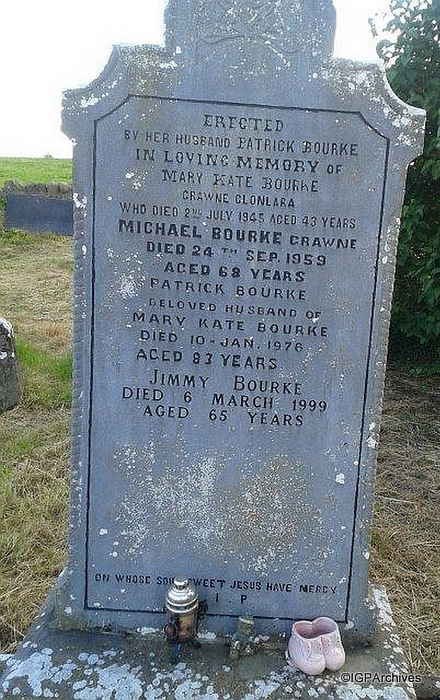 ERECTED
BY HER HUSBAND PATRICK BOURKE
IN LOVING MEMORY OF
MARY KATE BOURKE
CRAWNE CLONLARA
WHO DIED 2ND JULY 1945 AGED 43 YEARS
MICHAEL BOURKE CRAWNE
DIED 24TH SEP. 1959
AGED 68 YEARS
PATRICK BOURKE
BELOVED HUSBAND OF
MARY KATE BOURKE
DIED 10-JAN. 1976
AGED 83 YEARS
JIMMY BOURKE
DIED 6 MARCH 1999
AGED 65 YEARS
ON WHOSE SOUL SWEET JESUS HAVE MERCY
I P
©IGPArchives